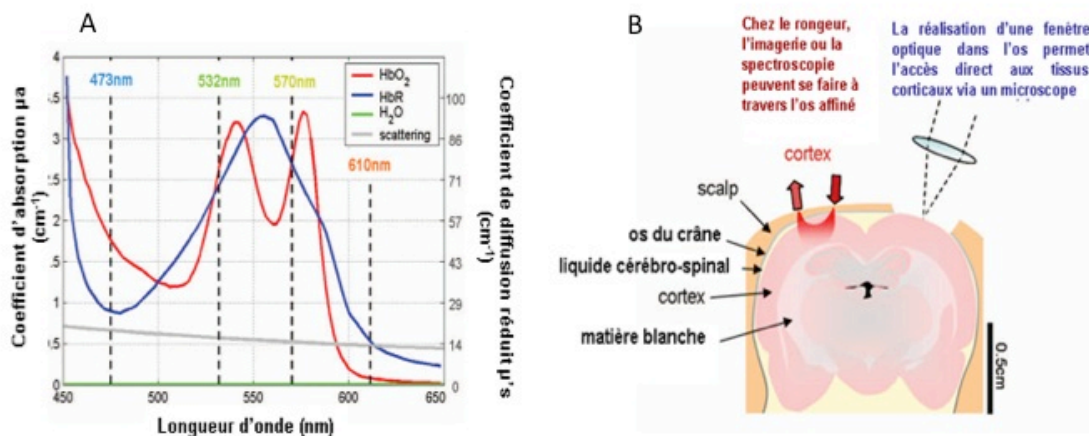 A
Coefficient d'absorption µa
(cm⁻¹)
4
.5
3
2.5
2
.5
1
.5
0
473nm
532nm
570nm
610nm
HbO₂
HbR
H₂O
scattering
100
94
71
57
43
29
14
0
Coefficient de diffusion réduit µ's
(cm⁻¹)
450
500
550
600
650
Longueur d'onde (nm)
B
Chez le rongeur,
l'imagerie ou la
spectroscopie
peuvent se faire à
travers l'os affiné
La réalisation d'une fenêtre
optique dans l'os permet
l'accès direct aux tissus
corticaux via un microscope
cortex
scalp
os du crâne
liquide cérébro-spinal
cortex
matière blanche
0.5cm